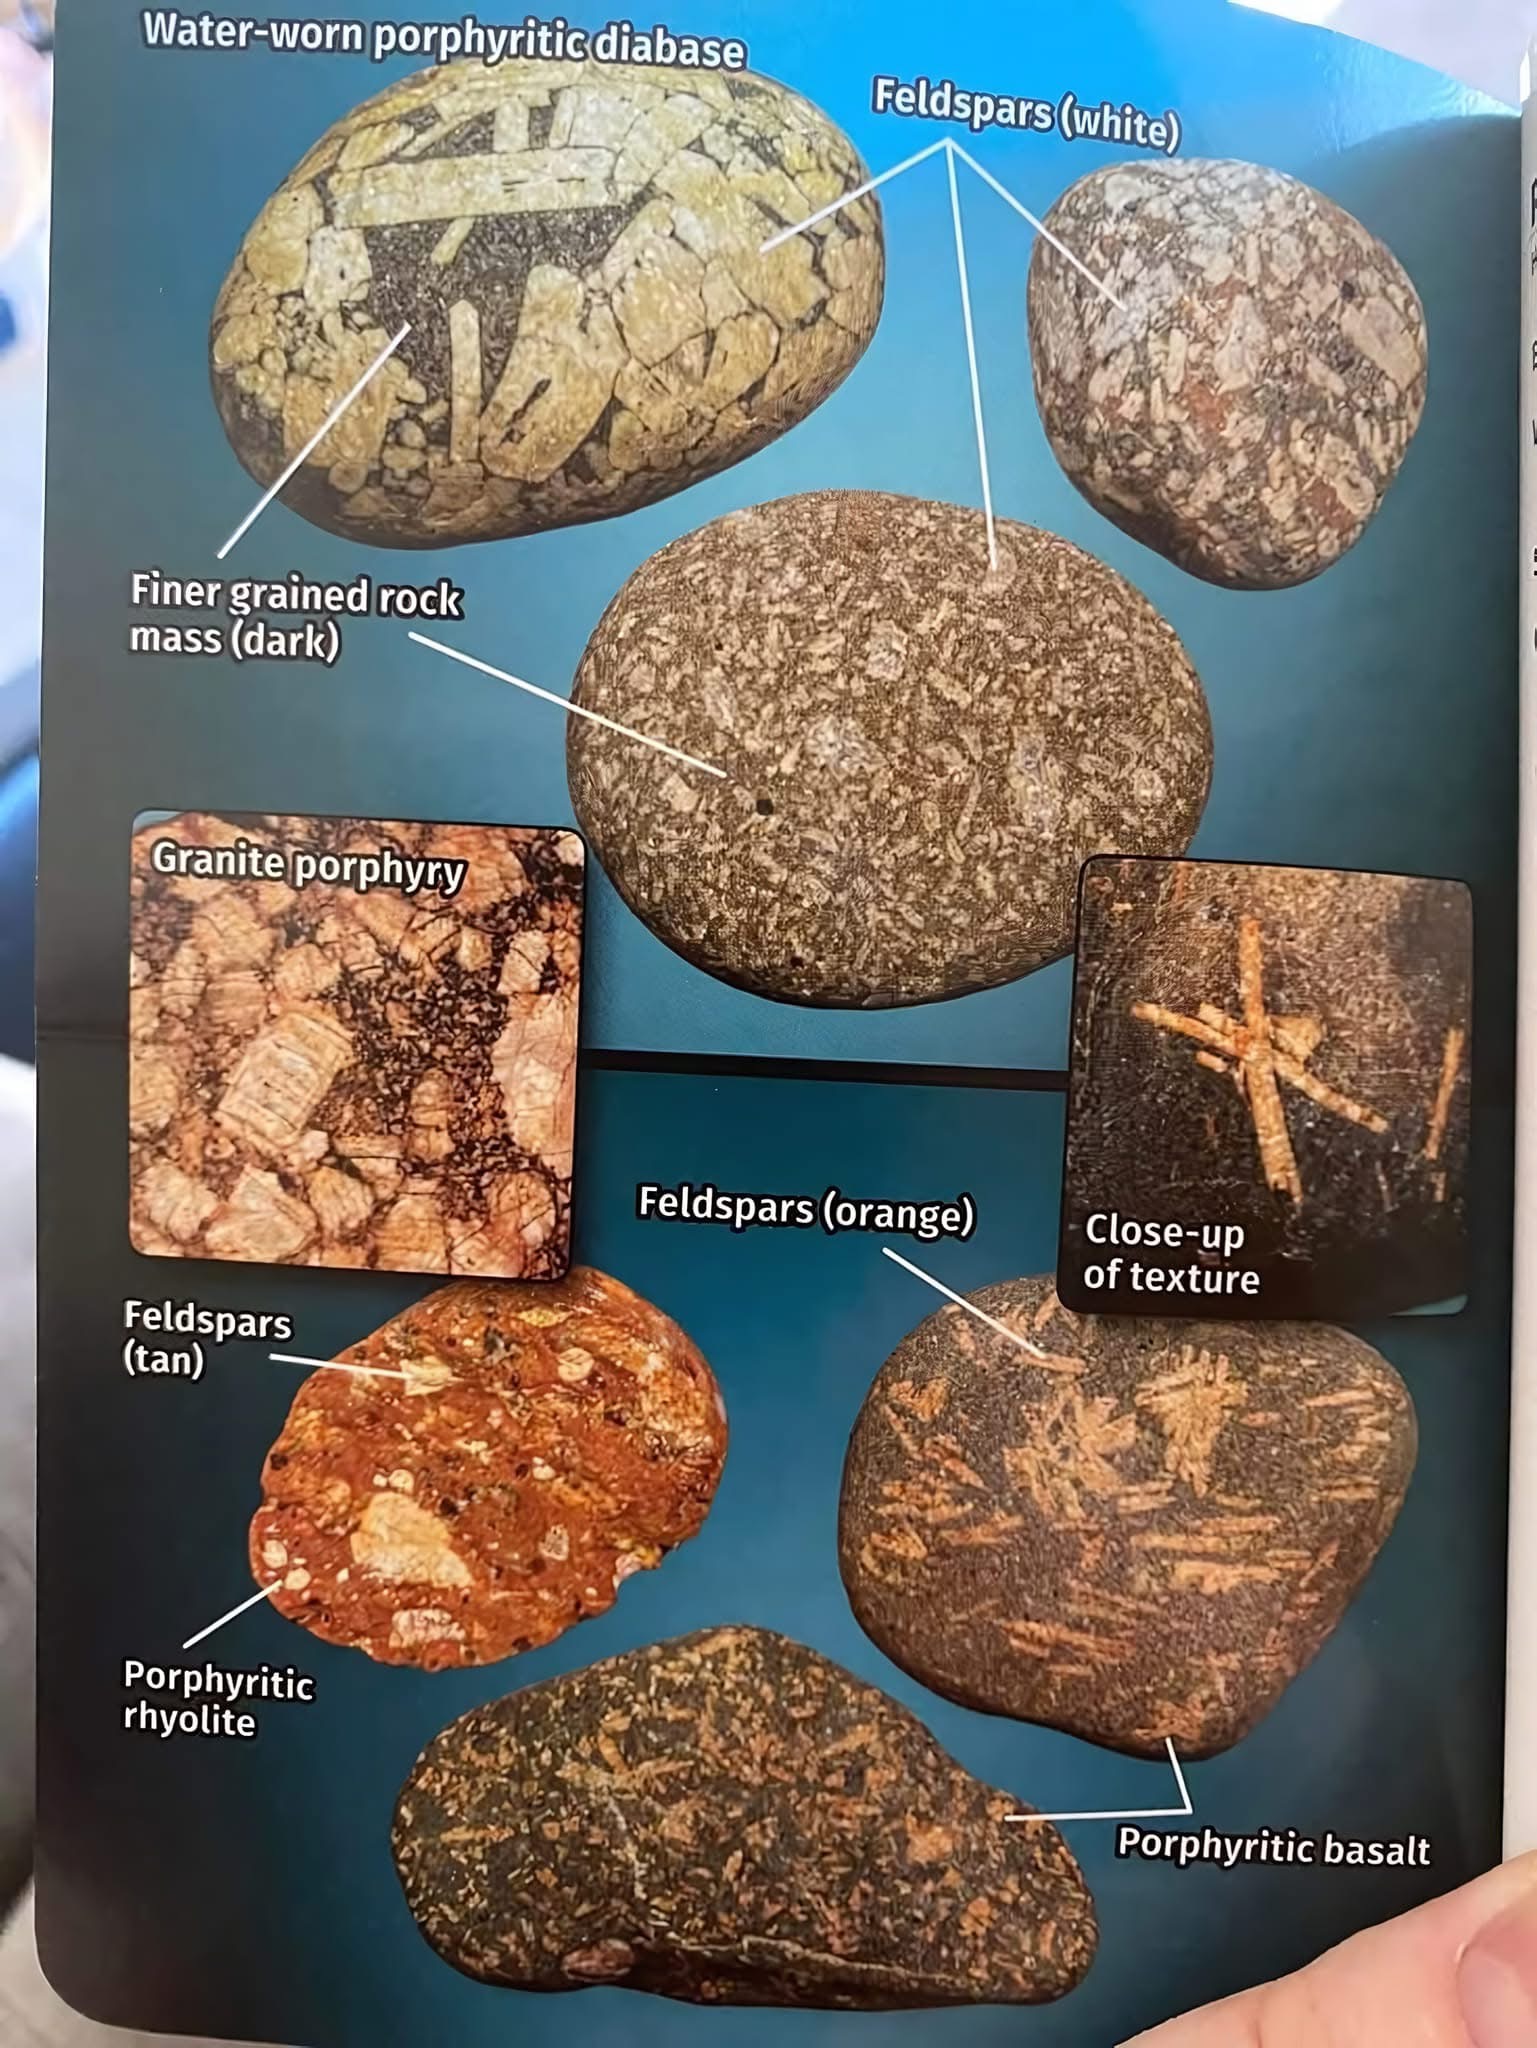 Water-worn porphyritic diabase
Feldspars (white)
Finer grained rock
mass (dark)
Granite porphyry
Close-up
of texture
Feldspars (orange)
Feldspars
(tan)
Porphyritic
rhyolite
Porphyritic basalt